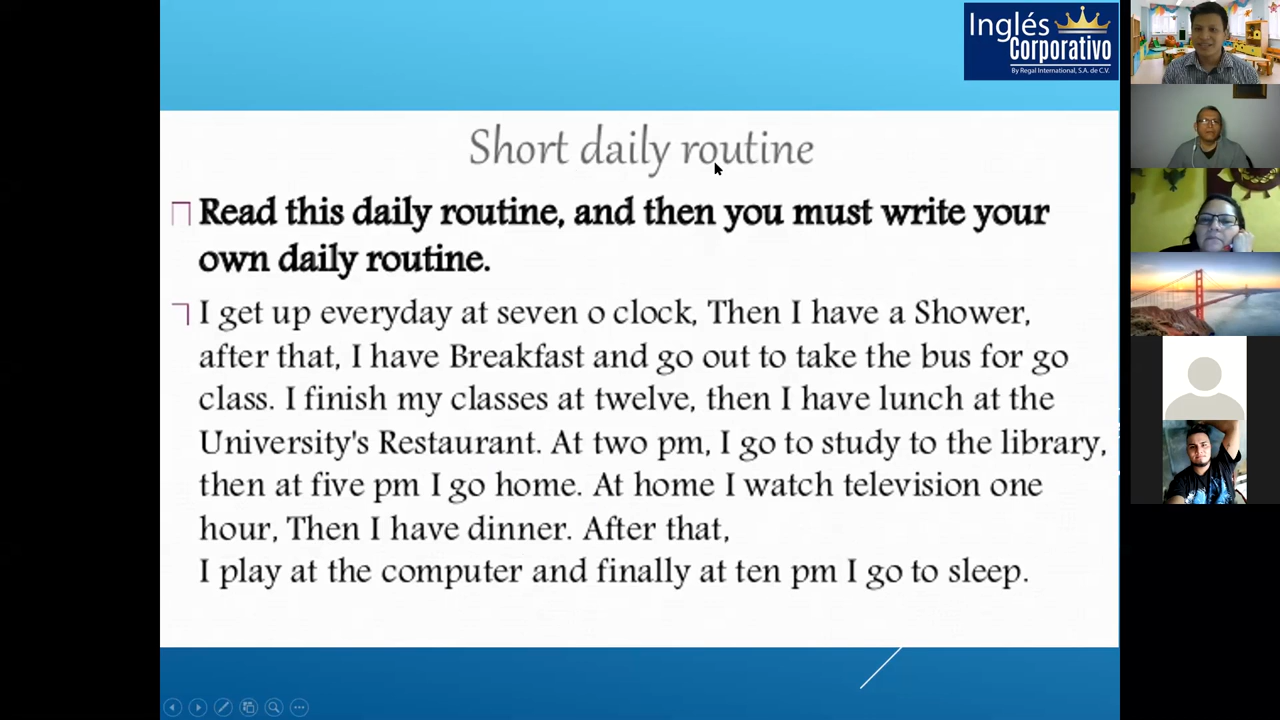 Inglés
Corporativo
By Regal International, S.A. de C.V.
Short daily routine
Read this daily routine, and then you must write your
own daily routine.
I get up everyday at seven o clock, Then I have a Shower,
after that, I have Breakfast and go out to take the bus for go
class. I finish my classes at twelve, then I have lunch at the
University's Restaurant. At two pm, I go to study to the library,
then at five pm I go home. At home I watch television one
hour, Then I have dinner. After that,
I play at the computer and finally at ten pm I go to sleep.